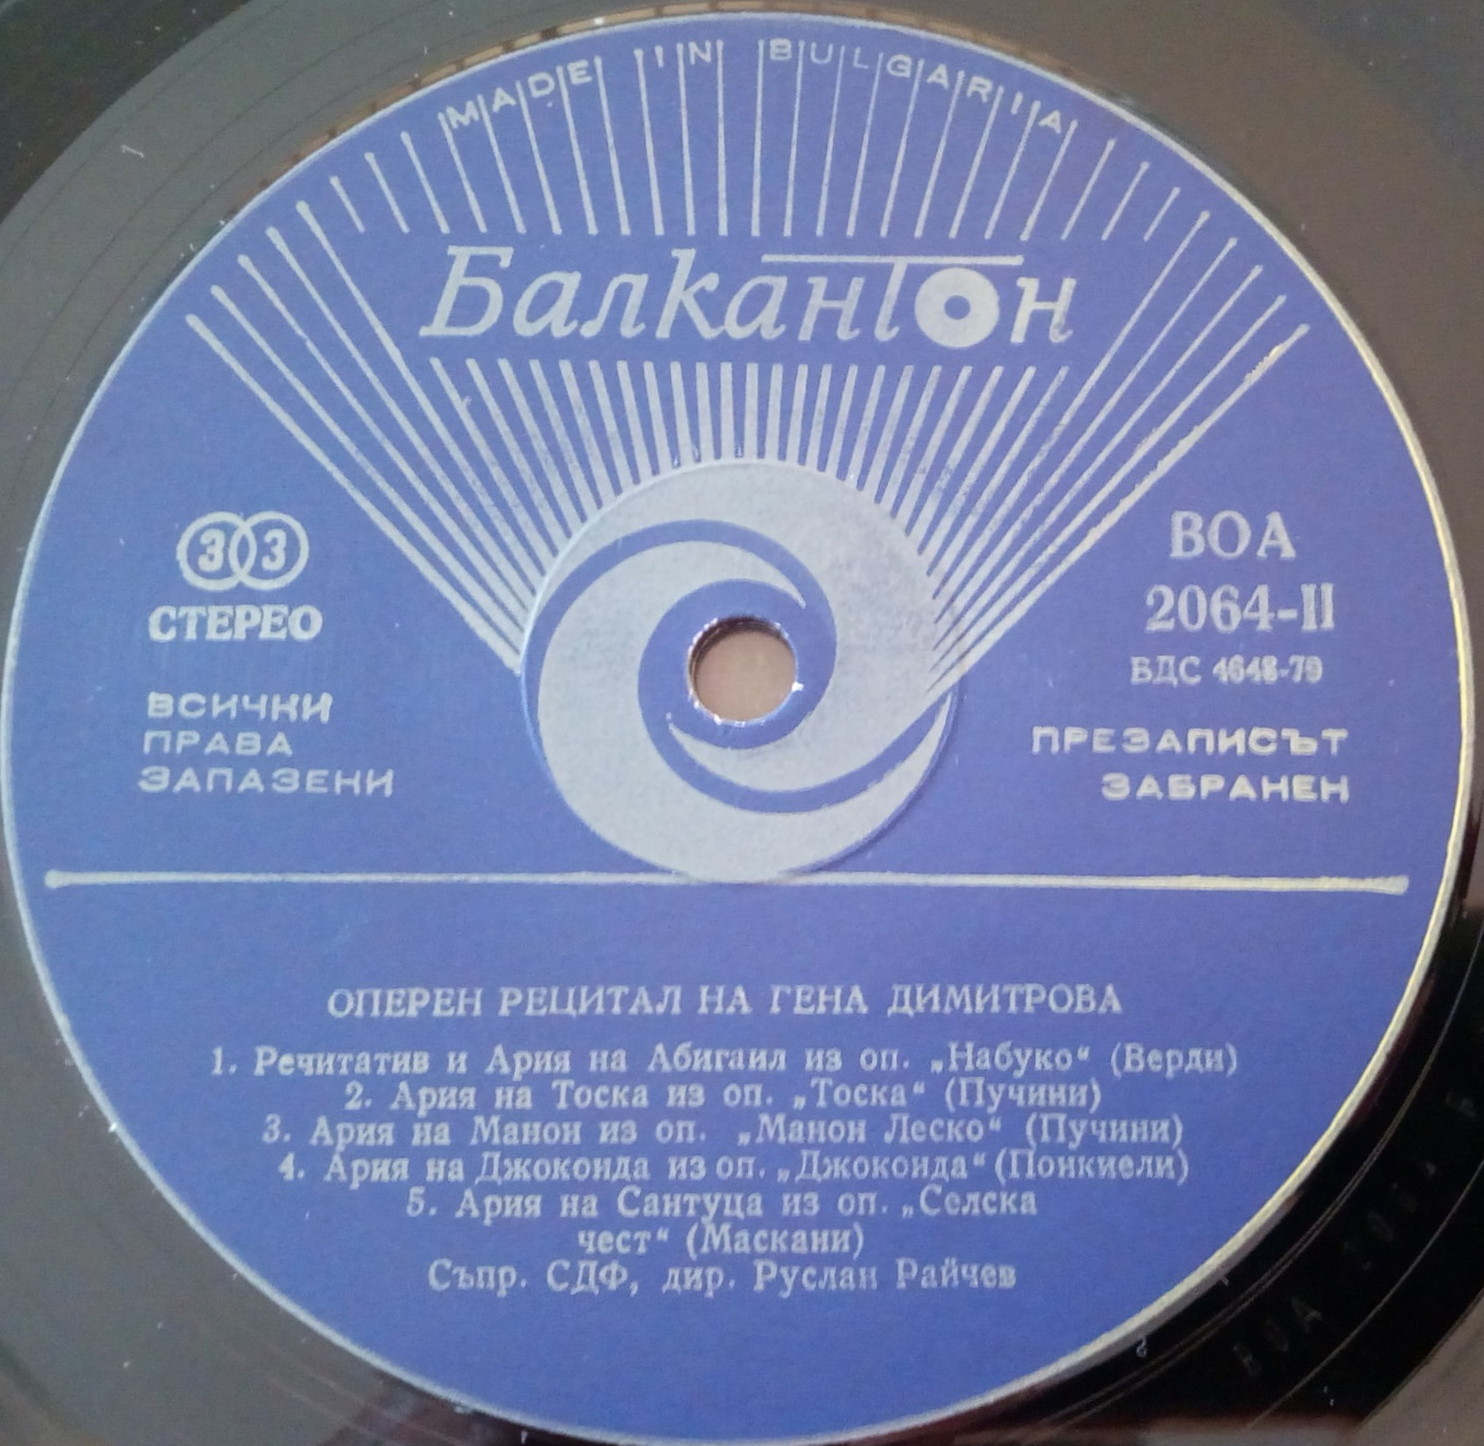 MADE IN BULGARIA
Балкантон
33
СТЕРЕО
ВСИЧКИ
ПРАВА
ЗАПАЗЕНИ
ВОА
2064-II
БДС 4648-79
ПРЕЗАПИСЪТ
ЗАБРАНЕН
ОПЕРЕН РЕЦИТАЛ НА ГЕНА ДИМИТРОВА
1. Речитатив и Ария на Абигаил из оп. „Набуко“ (Верди)
2. Ария на Тоска из оп. „Тоска“ (Пучини)
3. Ария на Манон из оп. „Манон Леско“ (Пучини)
4. Ария на Джоконда из оп. „Джоконда“ (Понкиели)
5. Ария на Сантуца из оп. „Селска
чест“ (Маскани)
Съпр. СДФ, дир. Руслан Райчев